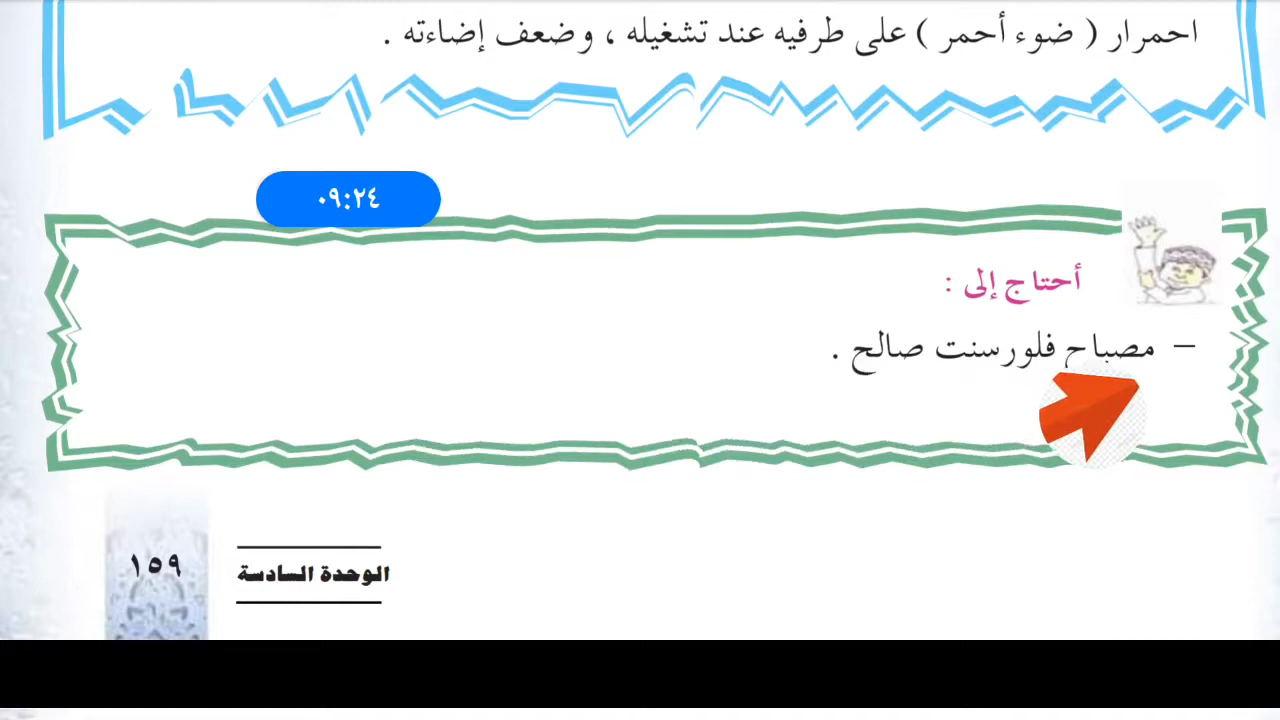 احمرار ( ضوء أحمر ) على طرفيه عند تشغيله ، وضعف إضاءته .
٠٩:٢٤
أحتاج إلى :
– مصباح فلورسنت صالح .
الوحدة السادسة
١٥٩